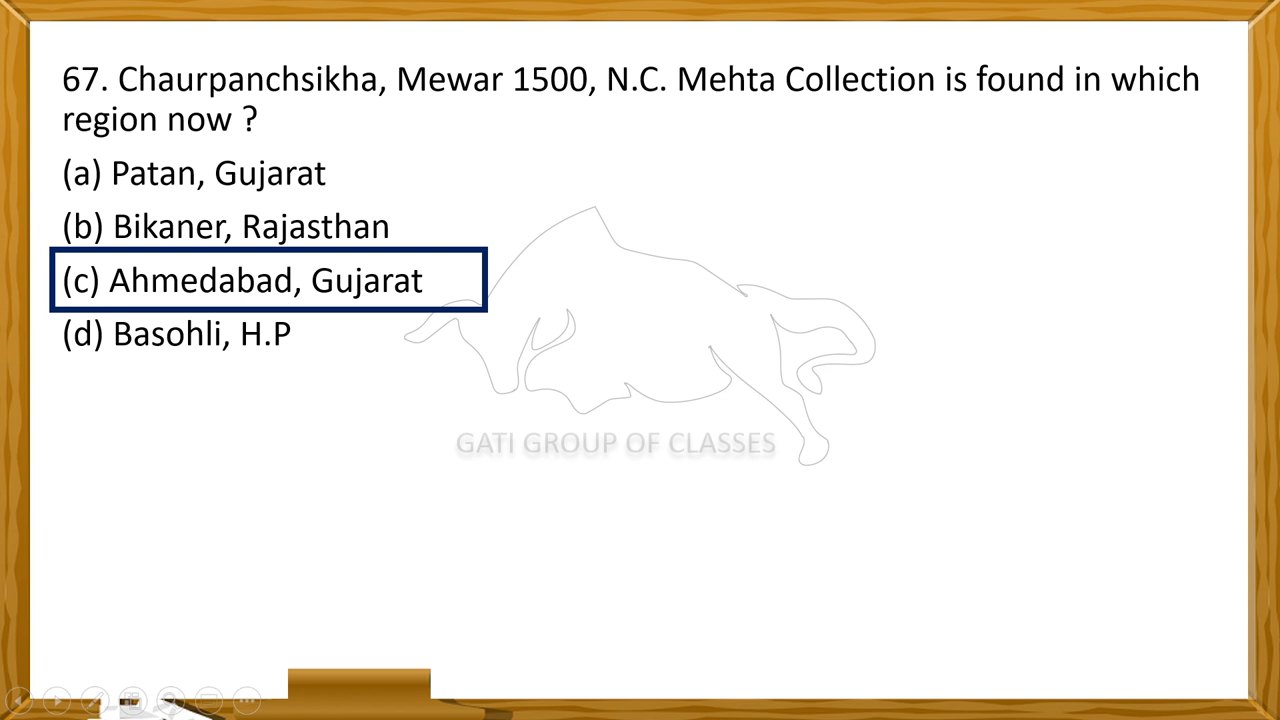 67. Chaurpanchsikha, Mewar 1500, N.C. Mehta Collection is found in which
region now ?
(a) Patan, Gujarat
(b) Bikaner, Rajasthan
(c) Ahmedabad, Gujarat
(d) Basohli, H.P
GATI GROUP OF CLASSES